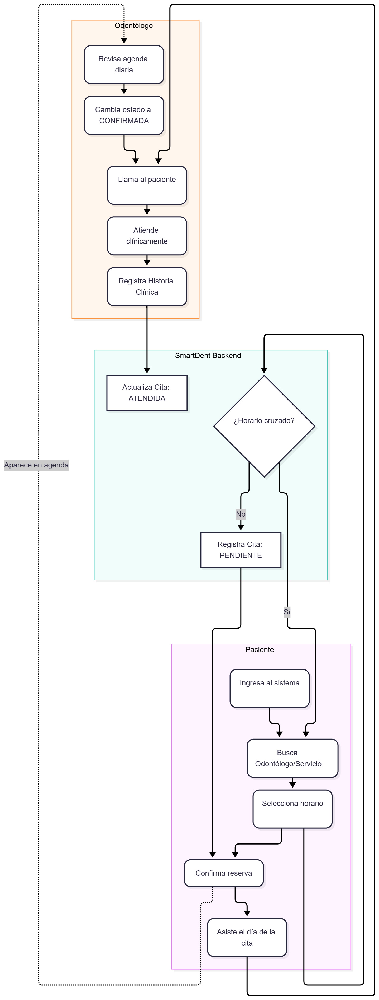 Odontólogo
Revisa agenda
diaria
Cambia estado a
CONFIRMADA
Llama al paciente
Atiende
clínicamente
Registra Historia
Clínica
SmartDent Backend
Actualiza Cita:
ATENDIDA
¿Horario cruzado?
Aparece en agenda
No
Registra Cita:
PENDIENTE
Sí
Paciente
Ingresa al sistema
Busca
Odontólogo/Servicio
Selecciona horario
Confirma reserva
Asiste el día de la
cita